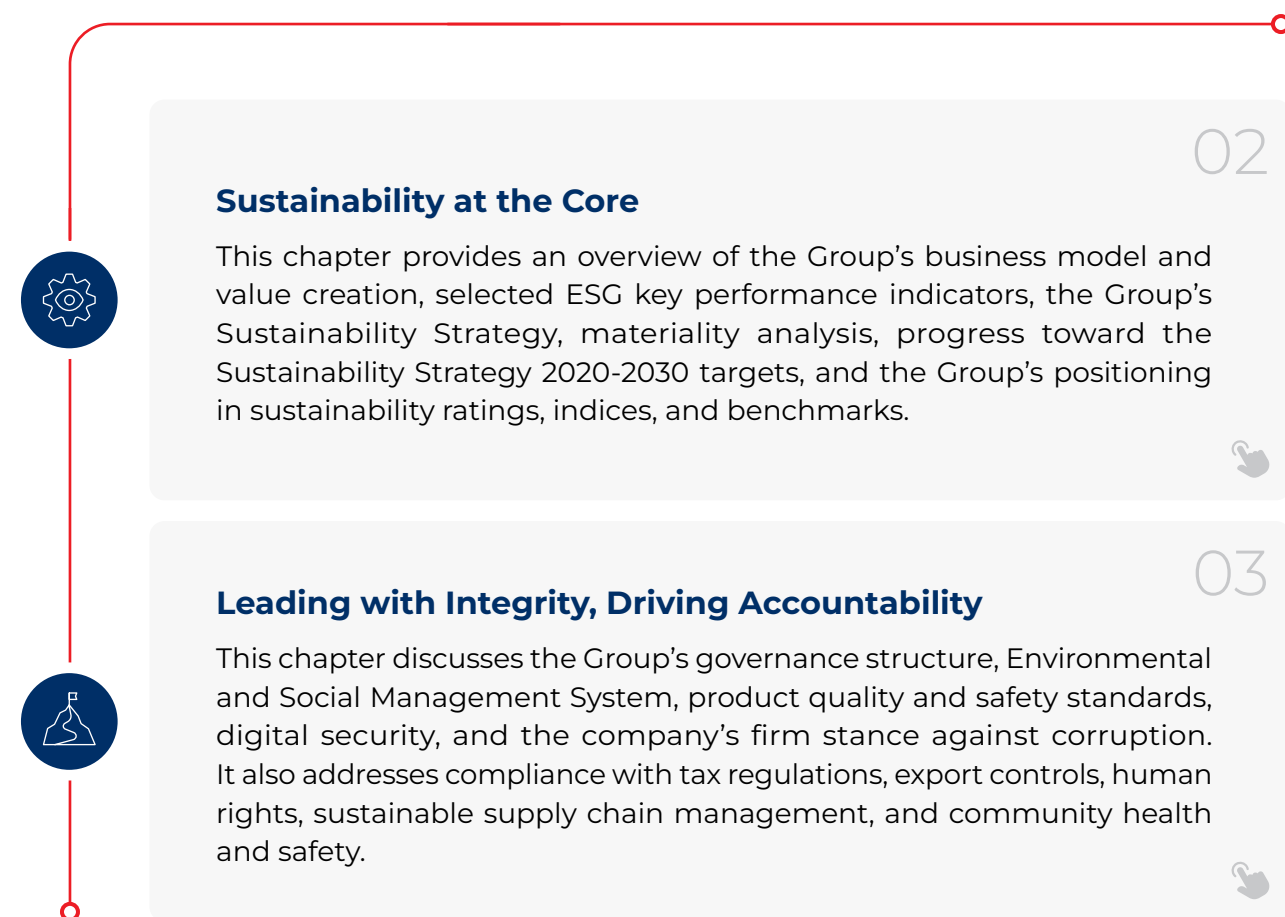 02
Sustainability at the Core
This chapter provides an overview of the Group’s business model and
value creation, selected ESG key performance indicators, the Group’s
Sustainability Strategy, materiality analysis, progress toward the
Sustainability Strategy 2020-2030 targets, and the Group’s positioning
in sustainability ratings, indices, and benchmarks.
03
Leading with Integrity, Driving Accountability
This chapter discusses the Group’s governance structure, Environmental
and Social Management System, product quality and safety standards,
digital security, and the company’s firm stance against corruption.
It also addresses compliance with tax regulations, export controls, human
rights, sustainable supply chain management, and community health
and safety.